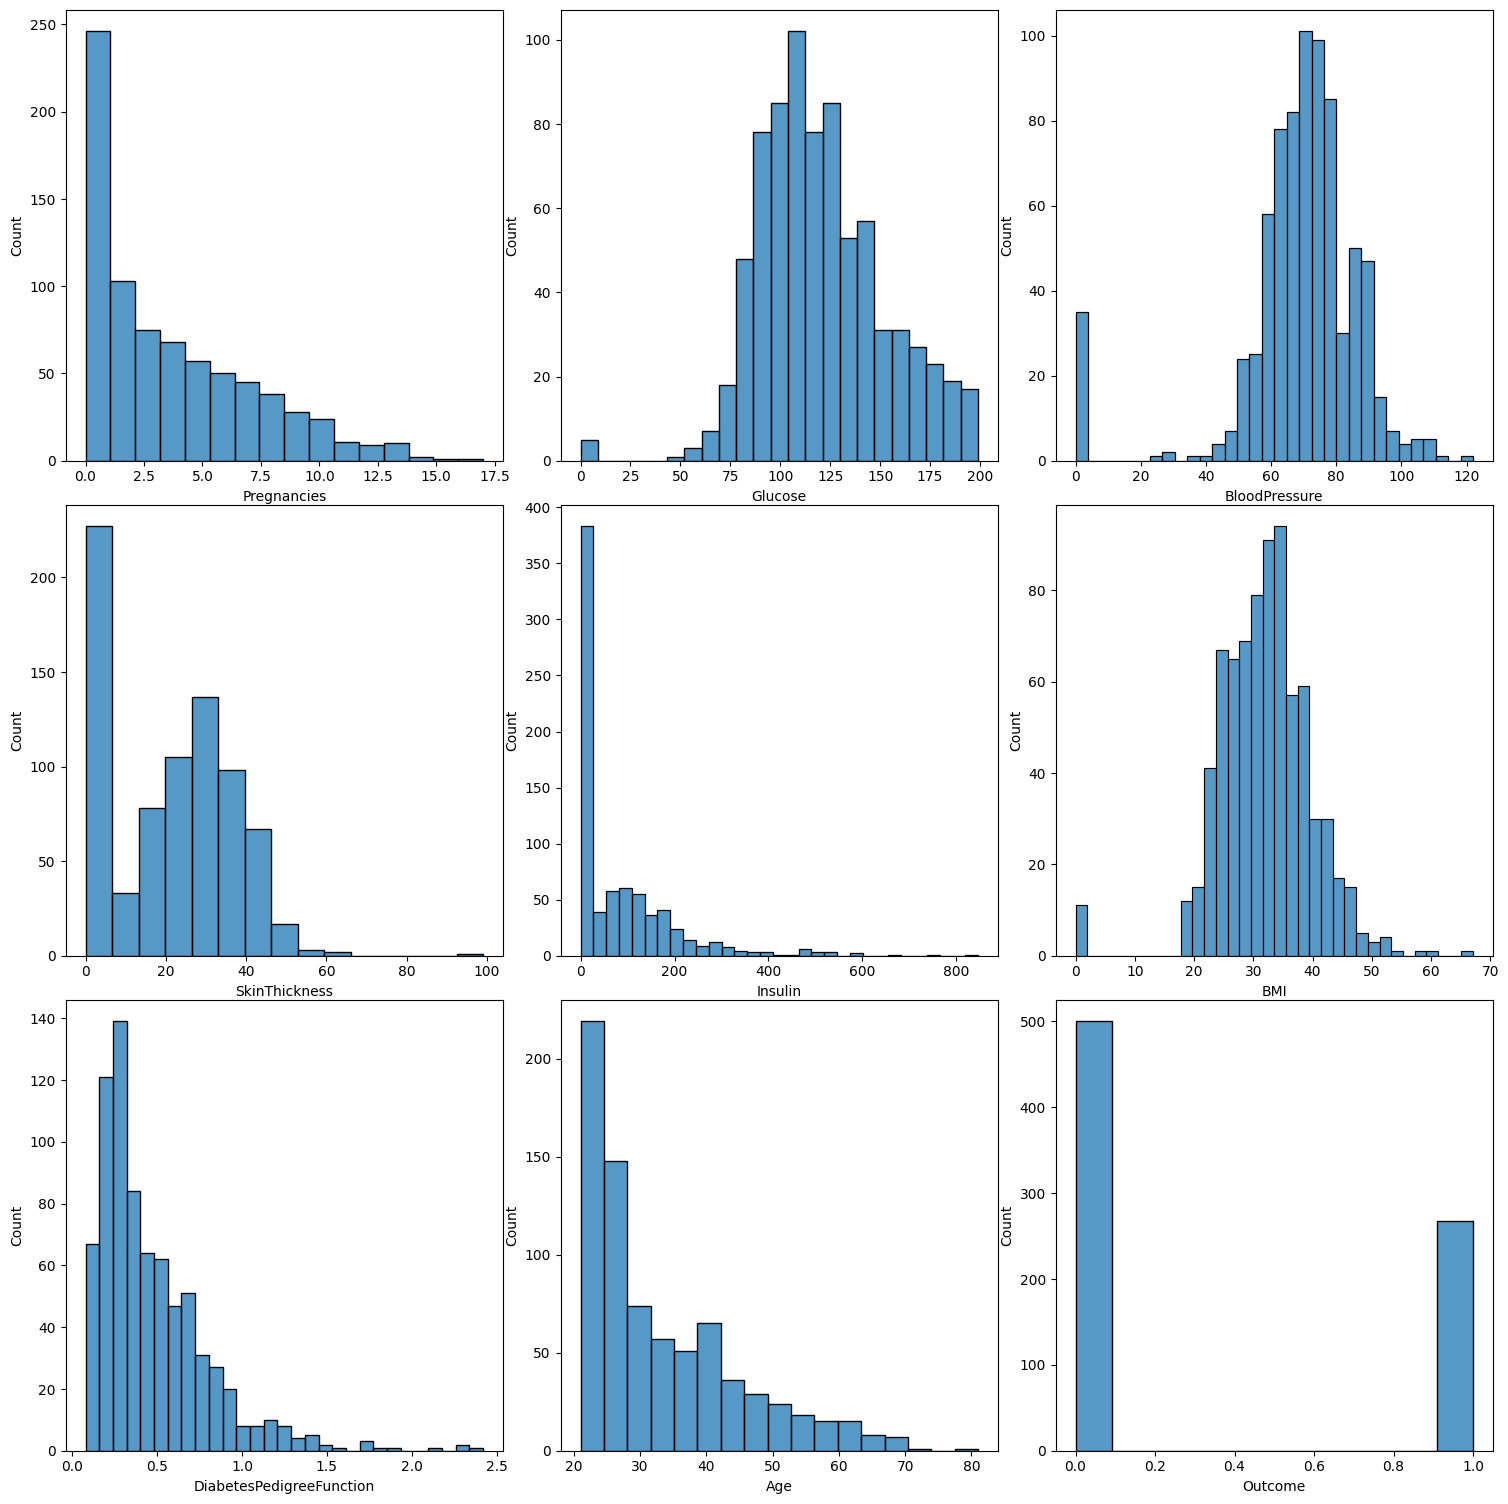 Count
250
200
150
100
50
0
0.0 2.5 5.0 7.5 10.0 12.5 15.0 17.5
Pregnancies
Count
100
80
60
40
20
0
0 25 50 75 100 125 150 175 200
Glucose
Count
100
80
60
40
20
0
0 20 40 60 80 100 120
BloodPressure
Count
200
150
100
50
0
0 20 40 60 80 100
SkinThickness
Count
400
350
300
250
200
150
100
50
0
0 200 400 600 800
Insulin
Count
80
60
40
20
0
0 10 20 30 40 50 60 70
BMI
Count
140
120
100
80
60
40
20
0
0.0 0.5 1.0 1.5 2.0 2.5
DiabetesPedigreeFunction
Count
200
150
100
50
0
20 30 40 50 60 70 80
Age
Count
500
400
300
200
100
0
0.0 0.2 0.4 0.6 0.8 1.0
Outcome